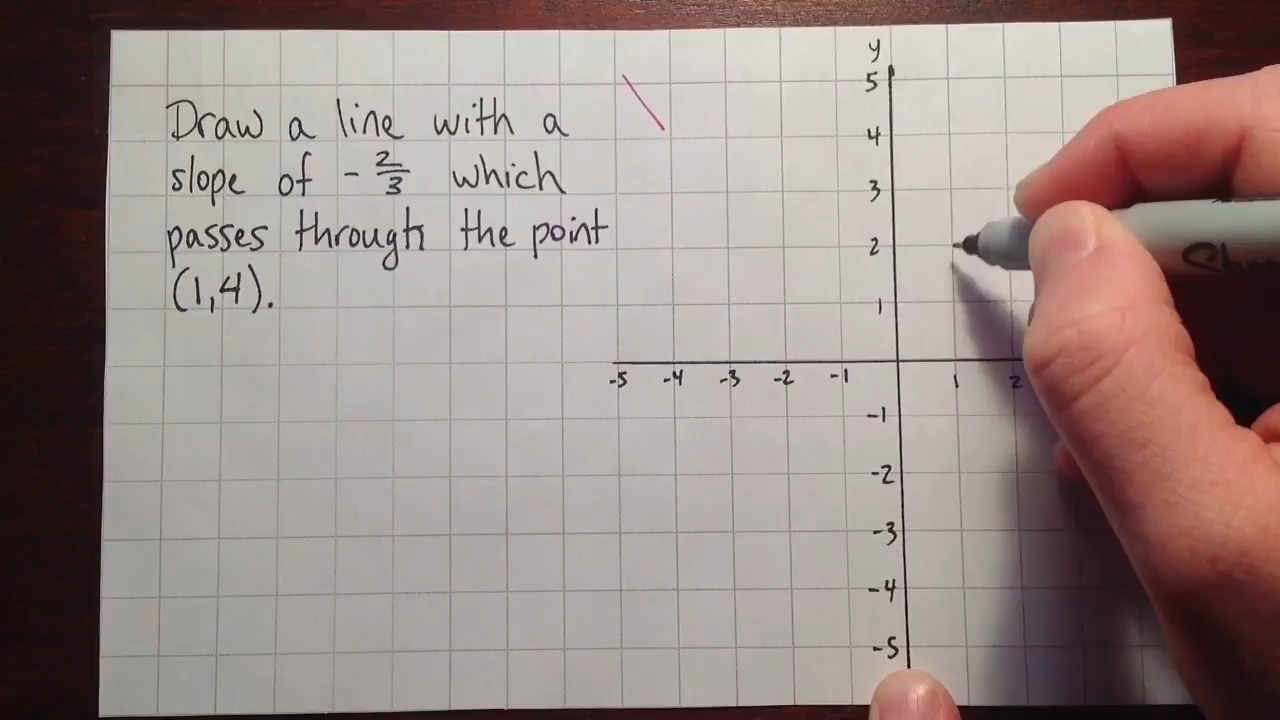 Draw a line with a
slope of - 2/3 which
passes through the point
(1,4).
y
5
4
3
2
1
-5 -4 -3 -2 -1 1 2
-1
-2
-3
-4
-5